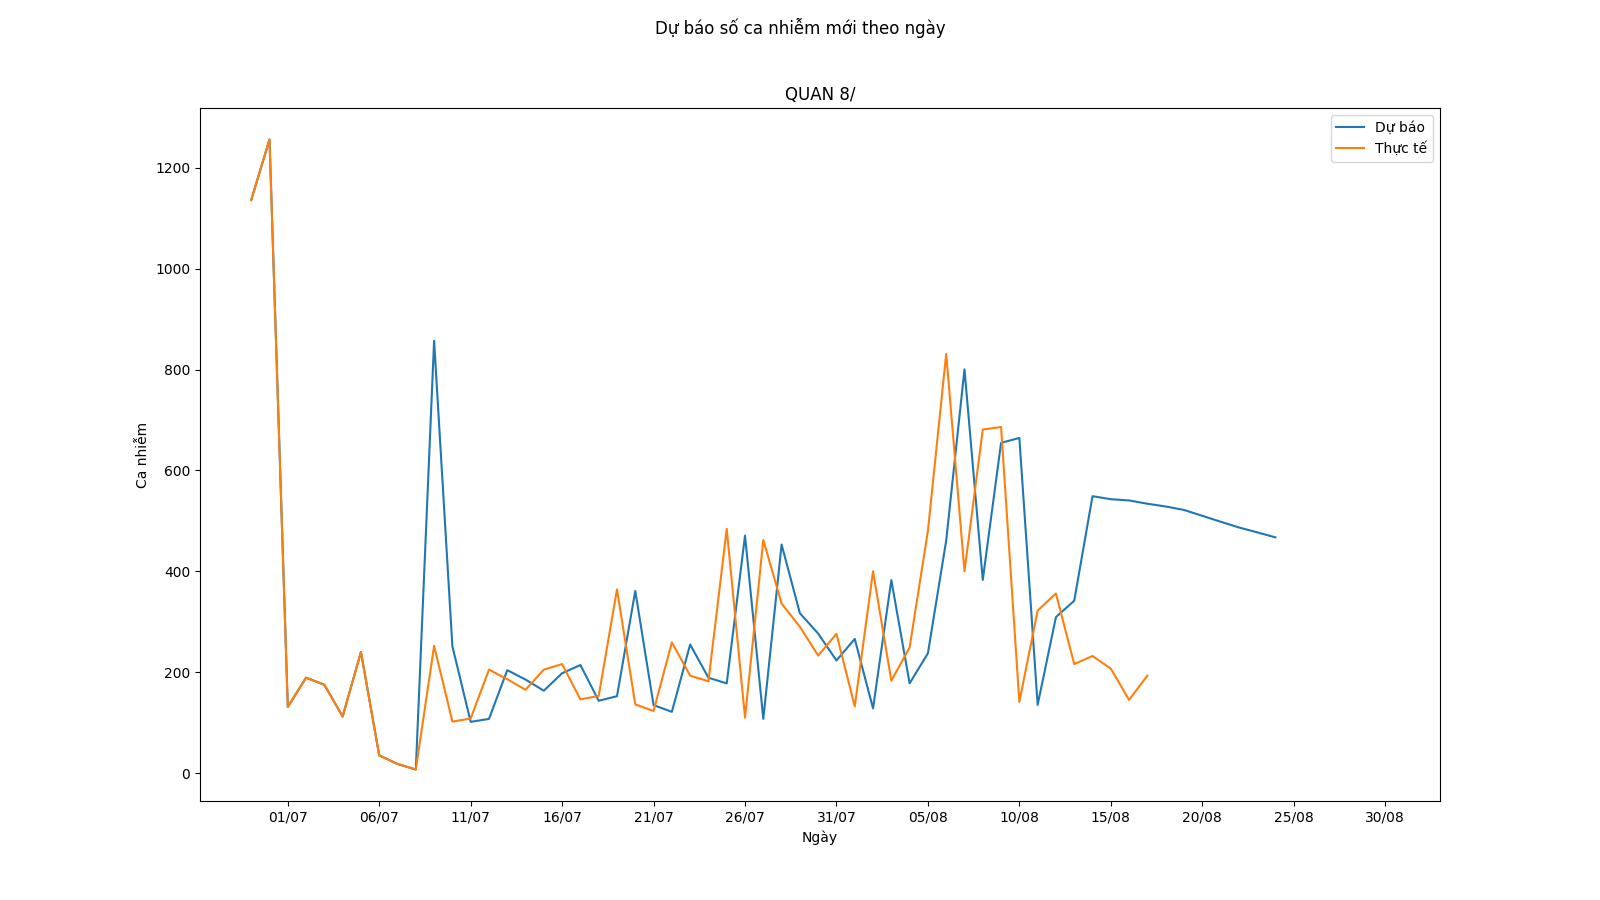 Dự báo số ca nhiễm mới theo ngày
QUAN 8/
Dự báo
Thực tế
1200
1000
800
600
400
200
0
Ca nhiễm
01/07 06/07 11/07 16/07 21/07 26/07 31/07 05/08 10/08 15/08 20/08 25/08 30/08
Ngày